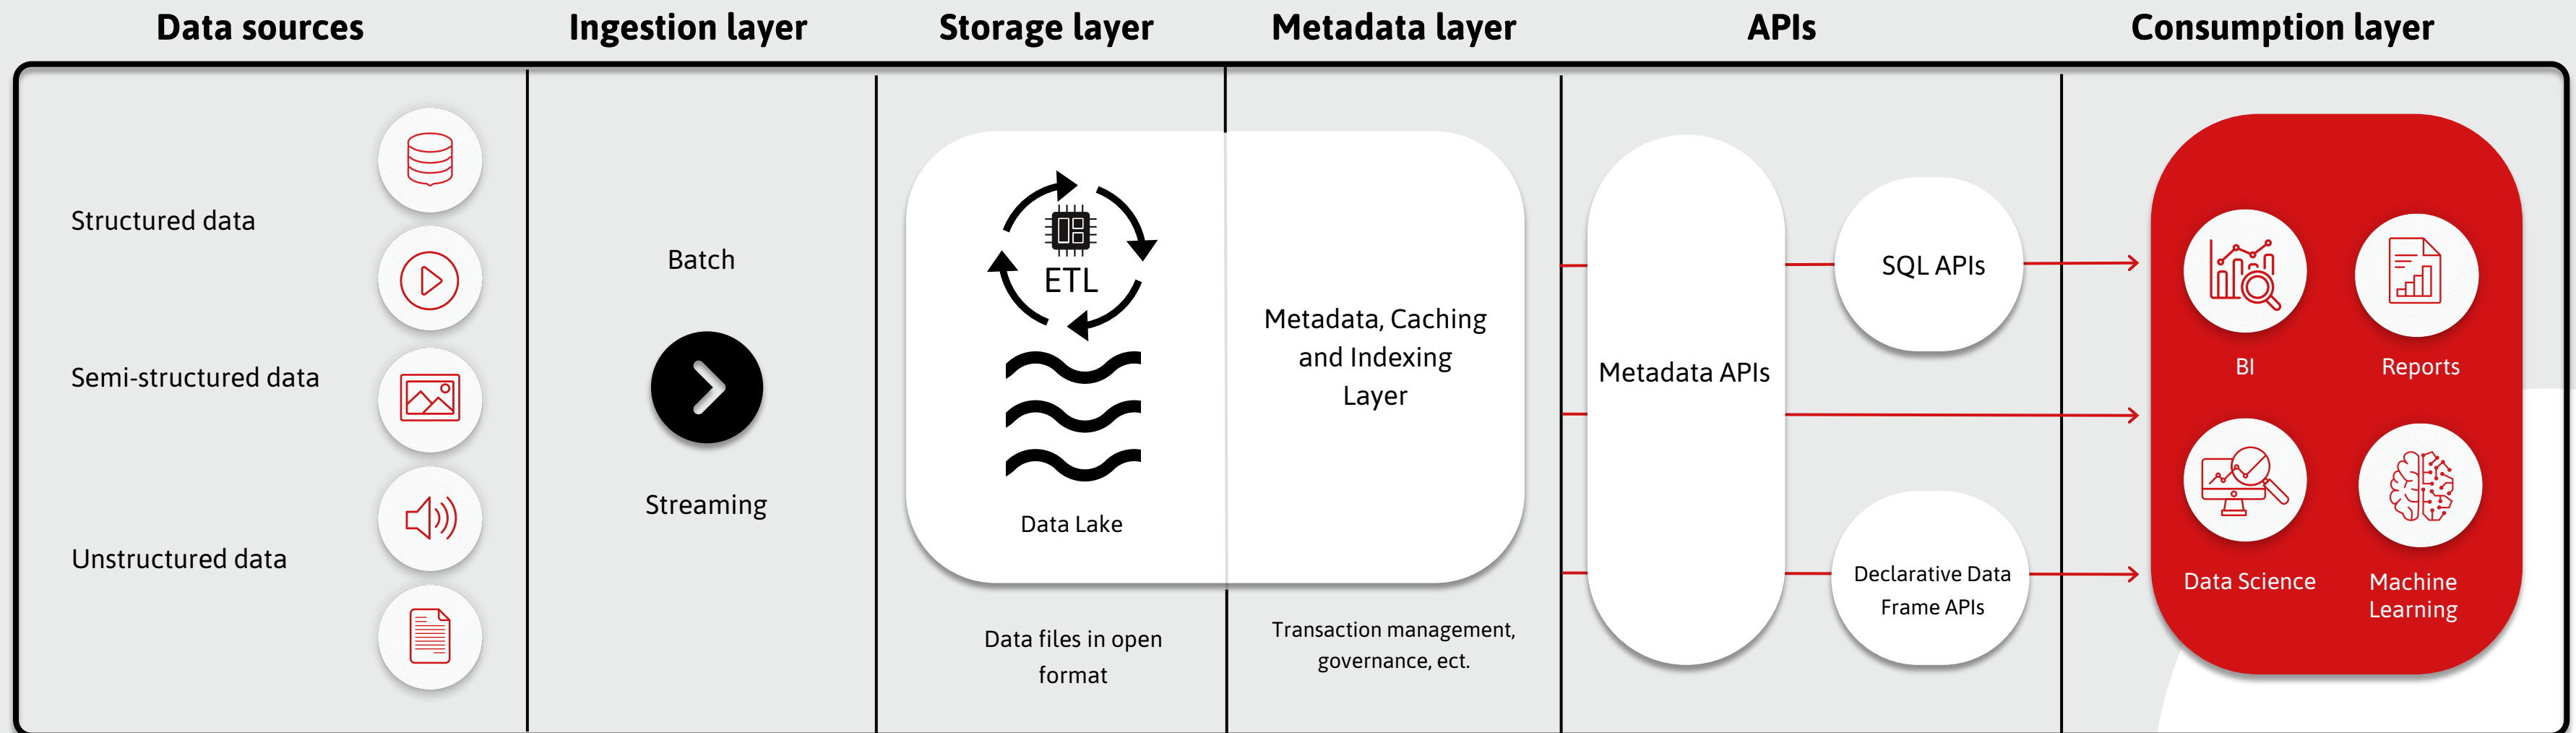 Data sources
Ingestion layer
Storage layer
Metadata layer
APIs
Consumption layer
Structured data
Semi-structured data
Unstructured data
Batch
Streaming
ETL
Data Lake
Data files in open
format
Metadata, Caching
and Indexing
Layer
Transaction management,
governance, ect.
Metadata APIs
SQL APIs
Declarative Data
Frame APIs
BI
Reports
Data Science
Machine
Learning